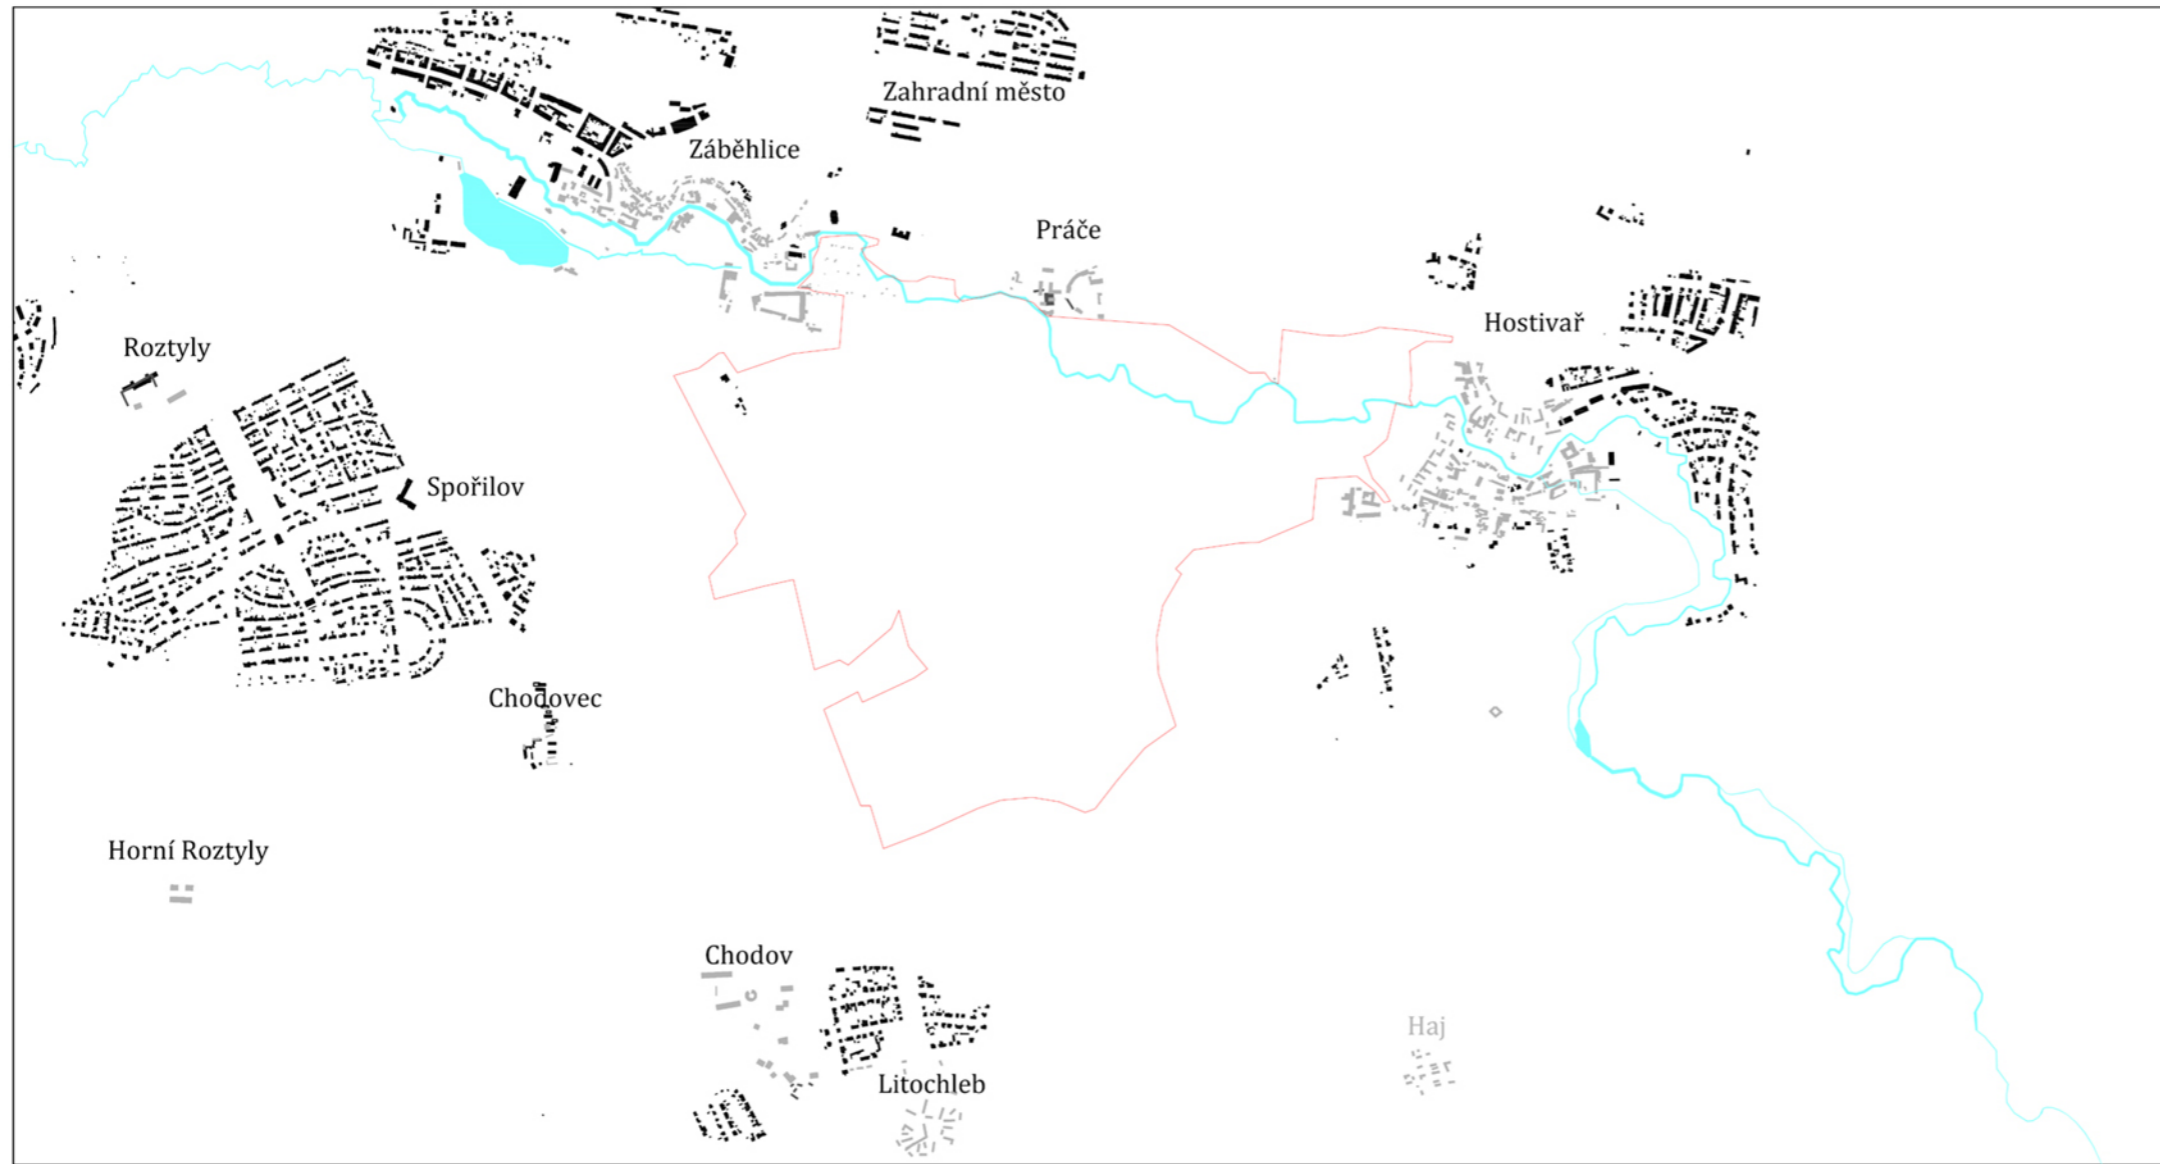 Zahradní město
Záběhlice
Práče
Hostivař
Roztyly
Spořilov
Chodovec
Horní Roztyly
Chodov
Haj
Litochleb